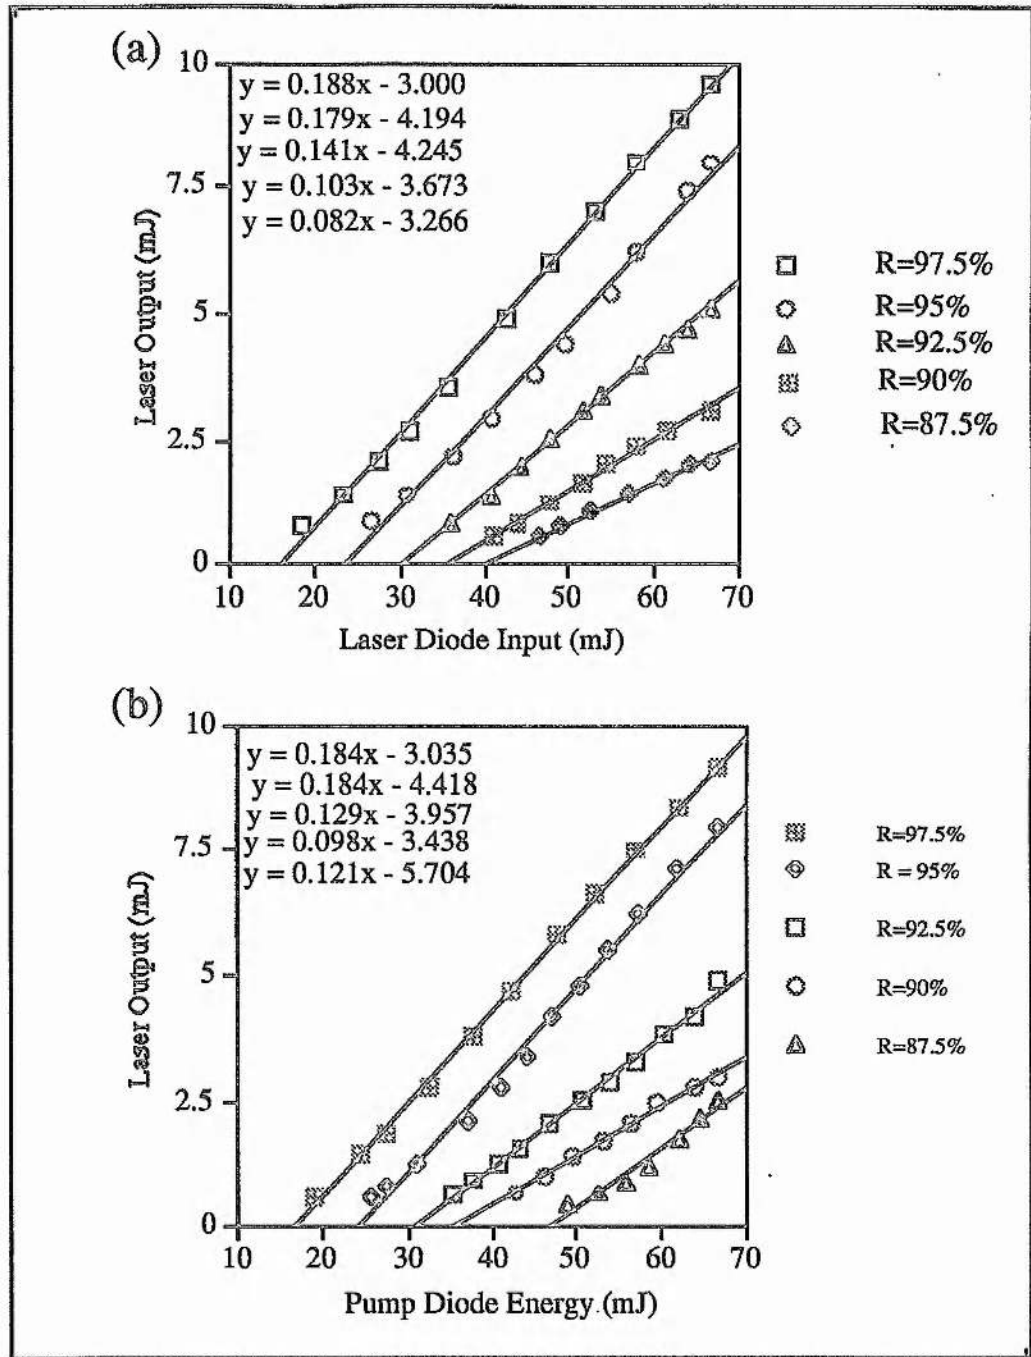 (a)
10
7.5
5
2.5
0
Laser Output (mJ)
y = 0.188x - 3.000
y = 0.179x - 4.194
y = 0.141x - 4.245
y = 0.103x - 3.673
y = 0.082x - 3.266
10 20 30 40 50 60 70
Laser Diode Input (mJ)
R=97.5%
R=95%
R=92.5%
R=90%
R=87.5%
(b)
10
7.5
5
2.5
0
Laser Output (mJ)
y = 0.184x - 3.035
y = 0.184x - 4.418
y = 0.129x - 3.957
y = 0.098x - 3.438
y = 0.121x - 5.704
10 20 30 40 50 60 70
Pump Diode Energy (mJ)
R=97.5%
R = 95%
R=92.5%
R=90%
R=87.5%